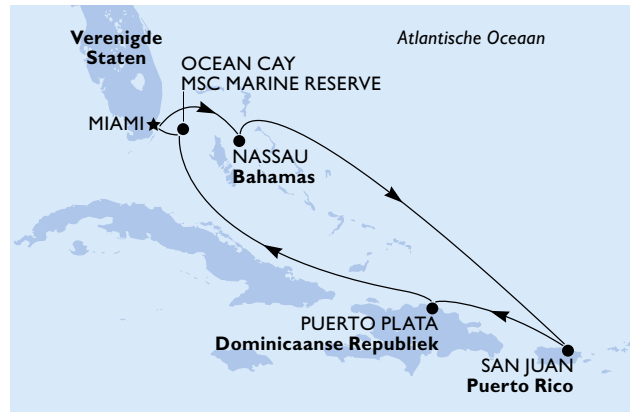 Verenigde
Staten
Atlantische Oceaan
OCEAN CAY
MSC MARINE RESERVE
MIAMI
NASSAU
Bahamas
PUERTO PLATA
Dominicaanse Republiek
SAN JUAN
Puerto Rico